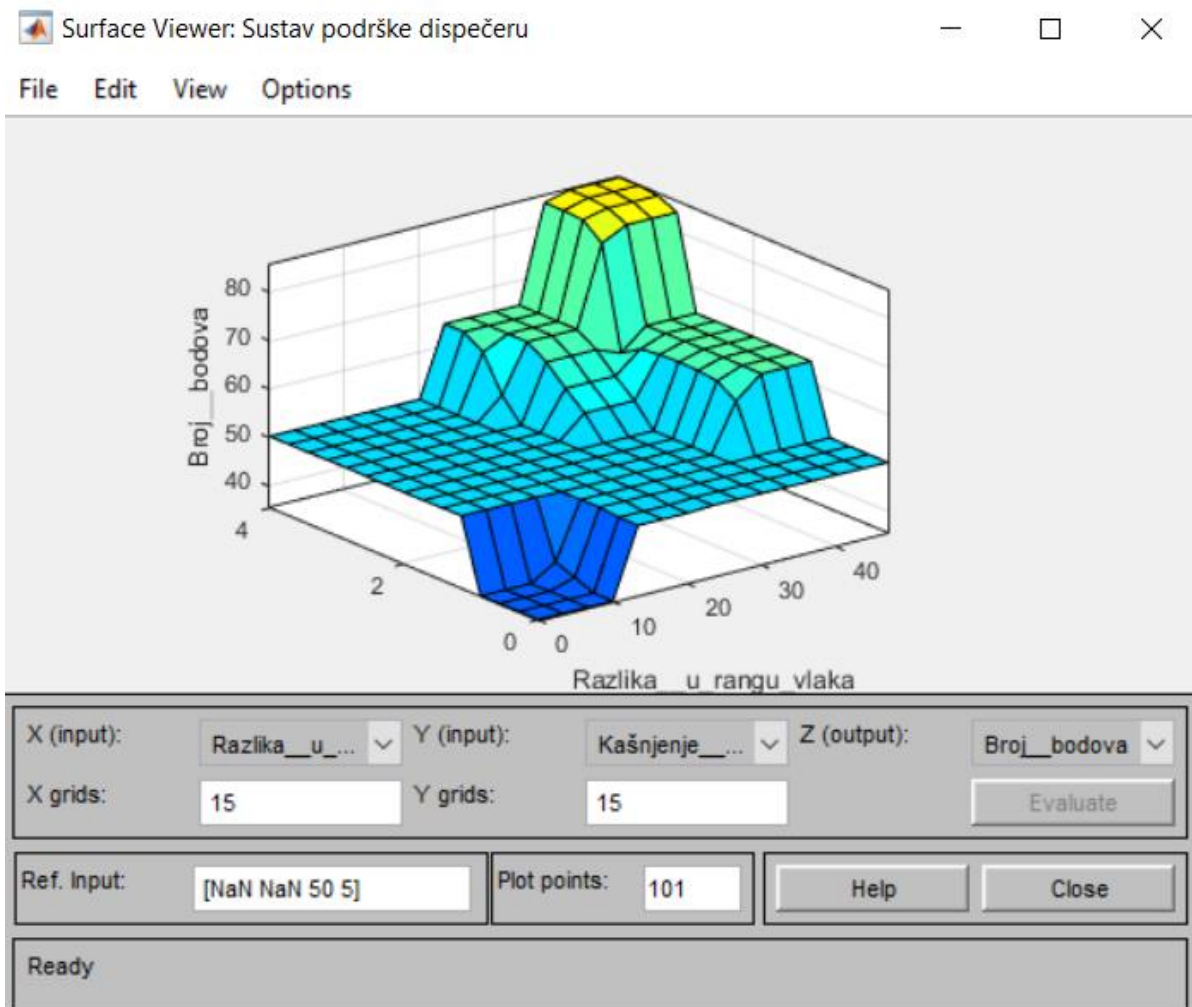 Surface Viewer: Sustav podrške dispečeru
File Edit View Options
80
70
60
50
40
Broj__bodova
4
2
0
0
10
20
30
40
Razlika__u_rangu_vlaka
X (input): Razlika__u_... Y (input): Kašnjenje__... Z (output): Broj__bodova
X grids: 15 Y grids: 15 Evaluate
Ref. Input: [NaN NaN 50 5] Plot points: 101 Help Close
Ready